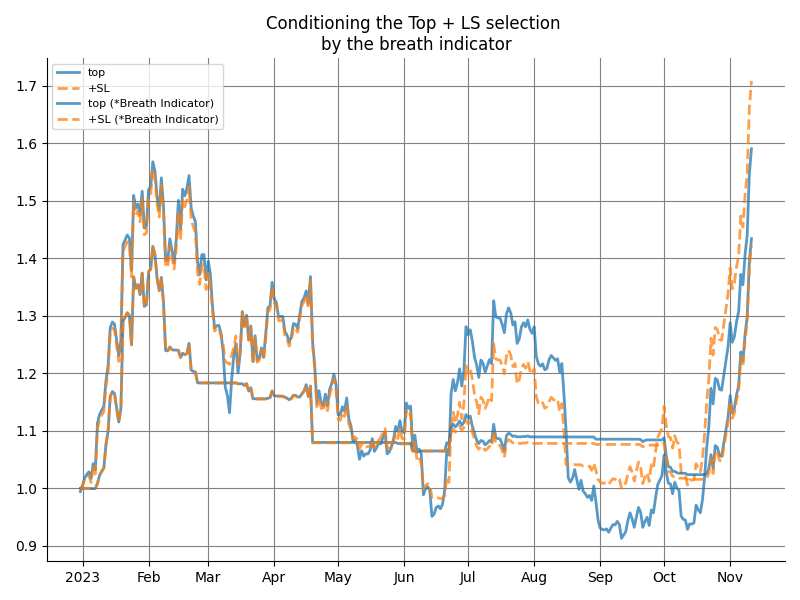 Conditioning the Top + LS selection
by the breath indicator
top
+SL
top (*Breath Indicator)
+SL (*Breath Indicator)
1.7
1.6
1.5
1.4
1.3
1.2
1.1
1.0
0.9
2023 Feb Mar Apr May Jun Jul Aug Sep Oct Nov